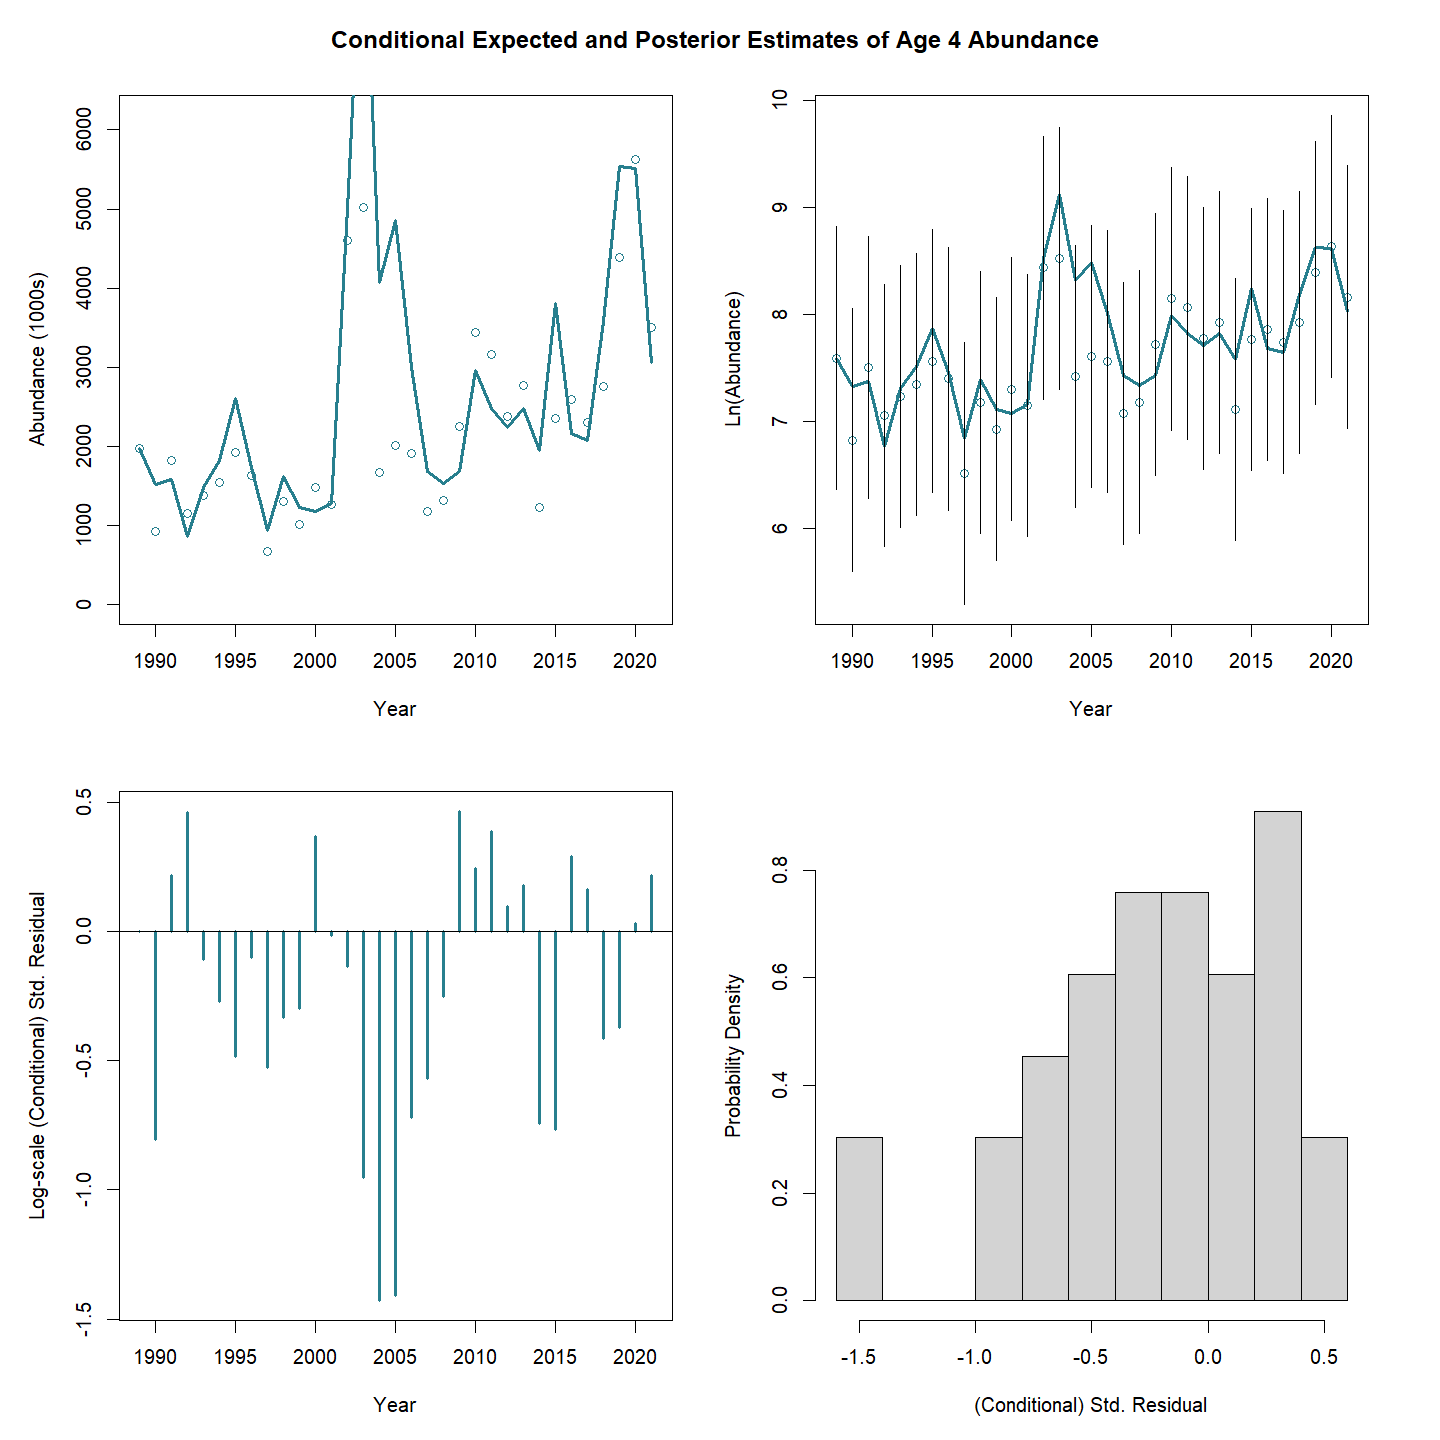 Conditional Expected and Posterior Estimates of Age 4 Abundance
Abundance (1000s)
6000
5000
4000
3000
2000
1000
0
1990 1995 2000 2005 2010 2015 2020
Year
Ln(Abundance)
10
9
8
7
6
1990 1995 2000 2005 2010 2015 2020
Year
Log-scale (Conditional) Std. Residual
0.5
0.0
-0.5
-1.0
-1.5
1990 1995 2000 2005 2010 2015 2020
Year
Probability Density
0.8
0.6
0.4
0.2
0.0
-1.5 -1.0 -0.5 0.0 0.5
(Conditional) Std. Residual